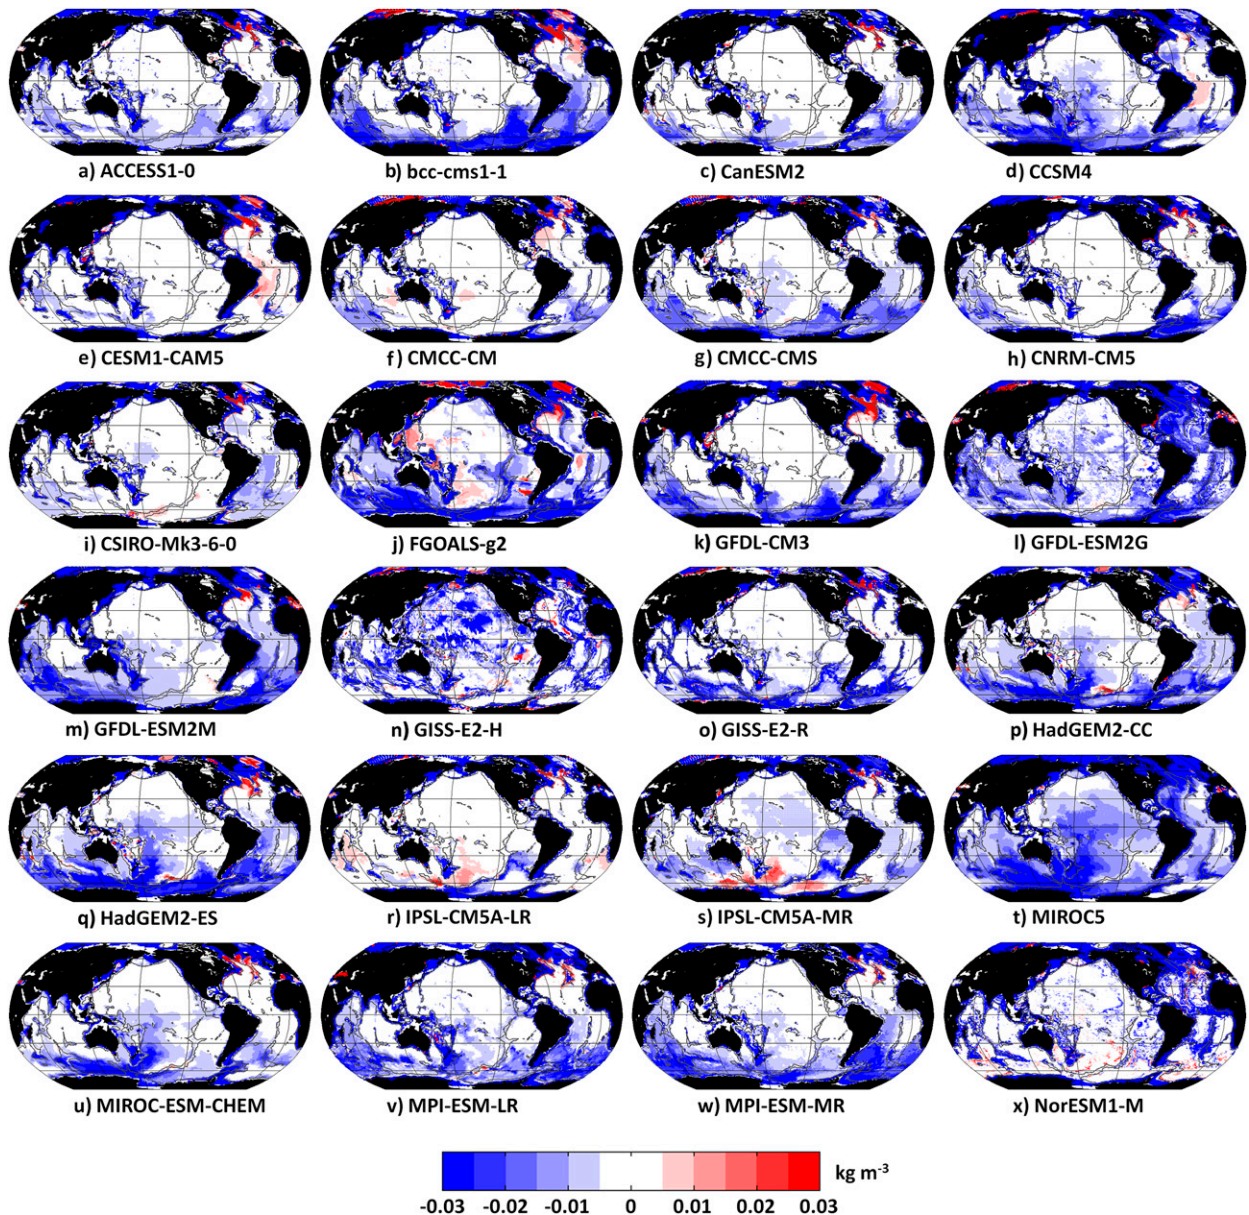 a) ACCESS1-0
b) bcc-cms1-1
c) CanESM2
d) CCSM4
e) CESM1-CAM5
f) CMCC-CM
g) CMCC-CMS
h) CNRM-CM5
i) CSIRO-Mk3-6-0
j) FGOALS-g2
k) GFDL-CM3
l) GFDL-ESM2G
m) GFDL-ESM2M
n) GISS-E2-H
o) GISS-E2-R
p) HadGEM2-CC
q) HadGEM2-ES
r) IPSL-CM5A-LR
s) IPSL-CM5A-MR
t) MIROC5
u) MIROC-ESM-CHEM
v) MPI-ESM-LR
w) MPI-ESM-MR
x) NorESM1-M
kg m⁻³
-0.03 -0.02 -0.01 0 0.01 0.02 0.03